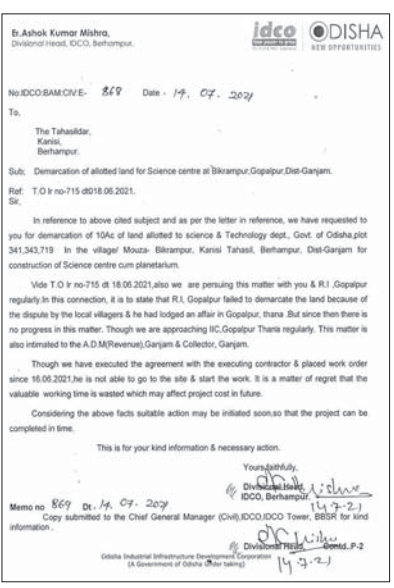 Er.Ashok Kumar Mishra,
Divisional Head, IDCO, Berhampur.
idco
ODISHA
NEW OPPORTUNITIES
No:IDCO:BAM:CIV:E- 868 Date - 14. 07. 2021
To,
The Tahasildar,
Kanisi,
Berhampur.
Sub; Demarcation of allotted land for Science centre at Bikrampur,Gopalpur,Dist-Ganjam.
Ref: T.O lr no-715 dt018.06.2021.
Sir,
In reference to above cited subject and as per the letter in reference, we have requested to
you for demarcation of 10Ac of land allotted to science & Technology dept., Govt. of Odisha,plot
341,343,719 In the village/ Mouza- Bikrampur, Kanisi Tahasil, Berhampur, Dist-Ganjam for
construction of Science centre cum planetarium.
Vide T.O lr no-715 dt 18.06.2021,also we are persuing this matter with you & R.I ,Gopalpur
regularly.In this connection, it is to state that R.I, Gopalpur failed to demarcate the land because of
the dispute by the local villagers & he had lodged an affair in Gopalpur, thana .But since then there is
no progress in this matter. Though we are approaching IIC,Gopalpur Thana regularly. This matter is
also intimated to the A.D.M(Revenue),Ganjam & Collector, Ganjam.
Though we have executed the agreement with the executing contractor & placed work order
since 16.06.2021,he is not able to go to the site & start the work. It is a matter of regret that the
valuable working time is wasted which may affect project cost in future.
Considering the above facts suitable action may be initiated soon,so that the project can be
completed in time.
This is for your kind information & necessary action.
Yours faithfully,
Divisional Head,
IDCO, Berhampur.
14-7-21
Memo no 869 Dt. 14. 07. 2021
Copy submitted to the Chief General Manager (Civil),IDCO,IDCO Tower, BBSR for kind
information .
Divisional Head Contd..P-2
14-7-21
Odisha Industrial Infrastructure Development Corporation
(A Government of Odisha Under taking)